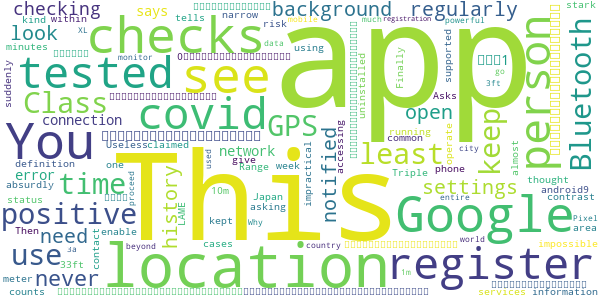 app
This
Google
location
register
You
covid
checks
tested
see
person
positive
least
use
Class
time
GPS
Bluetooth
keep
background
regularly
notified
history
settings
look
need
never
open
checking
says
network
connection
error
counts
status
definition
absurdly
Useless
claimed
cases
contact
enable
meter
Then
area
33ft
10m
Range
week
Japan
asking
Why
one
used
give
kept
LAME
proceed
beyond
country
world
1m
entire
city
impractical
accessing
phone
Triple
almost
android9
contrast
Pixel
impossible
services
information
thought
common
running
operate
supported
Asks
3ft
go
uninstalled
Finally
mobile
much
registration
powerful
data
using
risk
tells
kind
within
narrow
minutes
suddenly
monitor
XL
3a
stark